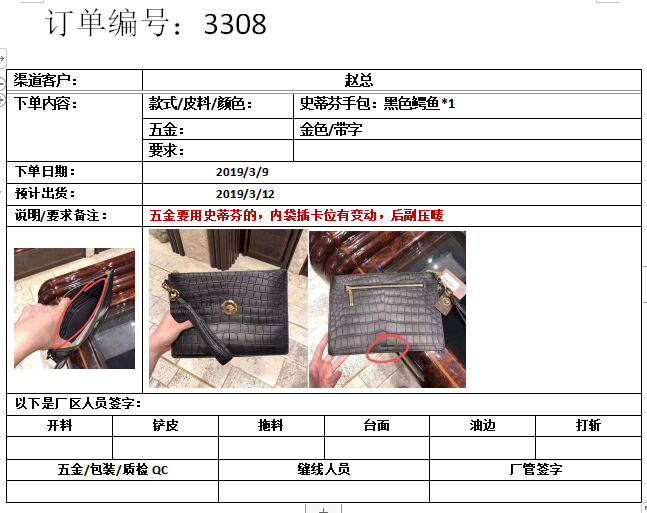 订单编号：3308
渠道客户： 赵总
下单内容： 款式/皮料/颜色： 史蒂芬手包：黑色鳄鱼*1
五金： 金色/带字
要求：
下单日期： 2019/3/9
预计出货： 2019/3/12
说明/要求备注： 五金要用史蒂芬的，内袋插卡位有变动，后副压唛
以下是厂区人员签字：
开料 铲皮 拖料 台面 油边 打斩
五金/包装/质检 QC 缝线人员 厂管签字